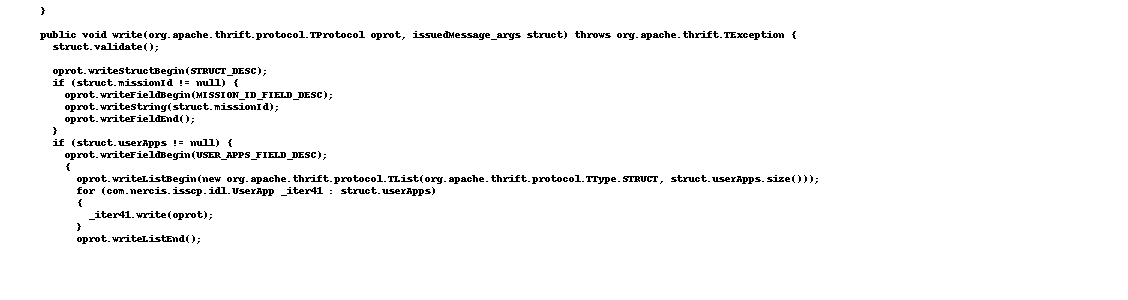 }
public void write(org.apache.thrift.protocol.TProtocol oprot, issuedMessage_args struct) throws org.apache.thrift.TException {
struct.validate();
oprot.writeStructBegin(STRUCT_DESC);
if (struct.missionId != null) {
oprot.writeFieldBegin(MISSION_ID_FIELD_DESC);
oprot.writeString(struct.missionId);
oprot.writeFieldEnd();
}
if (struct.userApps != null) {
oprot.writeFieldBegin(USER_APPS_FIELD_DESC);
{
oprot.writeListBegin(new org.apache.thrift.protocol.TList(org.apache.thrift.protocol.TType.STRUCT, struct.userApps.size()));
for (com.nercis.isscp.idl.UserApp _iter41 : struct.userApps)
{
_iter41.write(oprot);
}
oprot.writeListEnd();